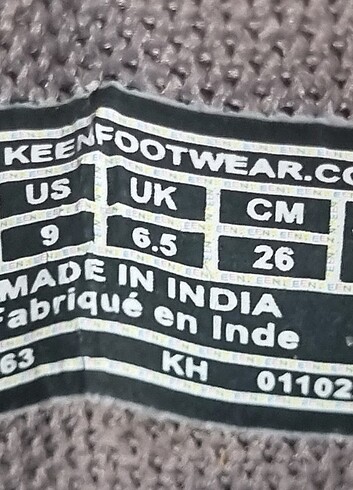 KEENFOOTWEAR.CO
US UK CM
9 6.5 26
MADE IN INDIA
Fabriqué en Inde
63 KH 01102